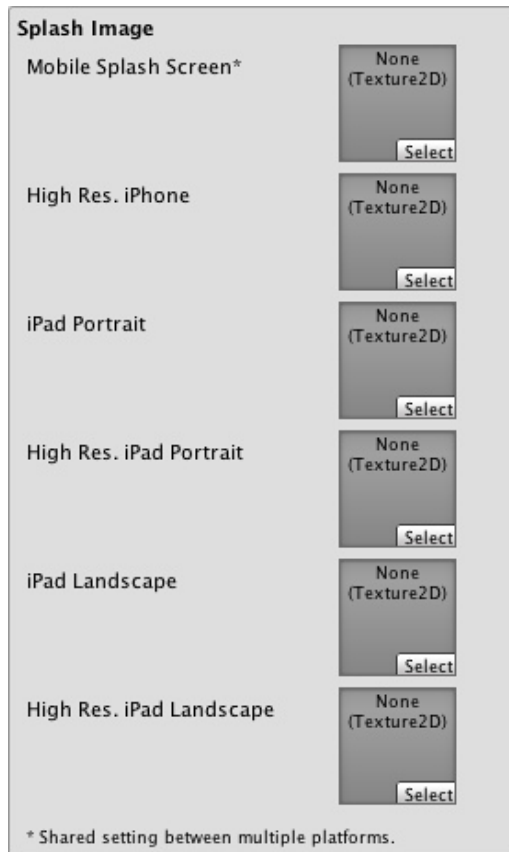 Splash Image
Mobile Splash Screen*
None
(Texture2D)
Select
High Res. iPhone
None
(Texture2D)
Select
iPad Portrait
None
(Texture2D)
Select
High Res. iPad Portrait
None
(Texture2D)
Select
iPad Landscape
None
(Texture2D)
Select
High Res. iPad Landscape
None
(Texture2D)
Select
* Shared setting between multiple platforms.